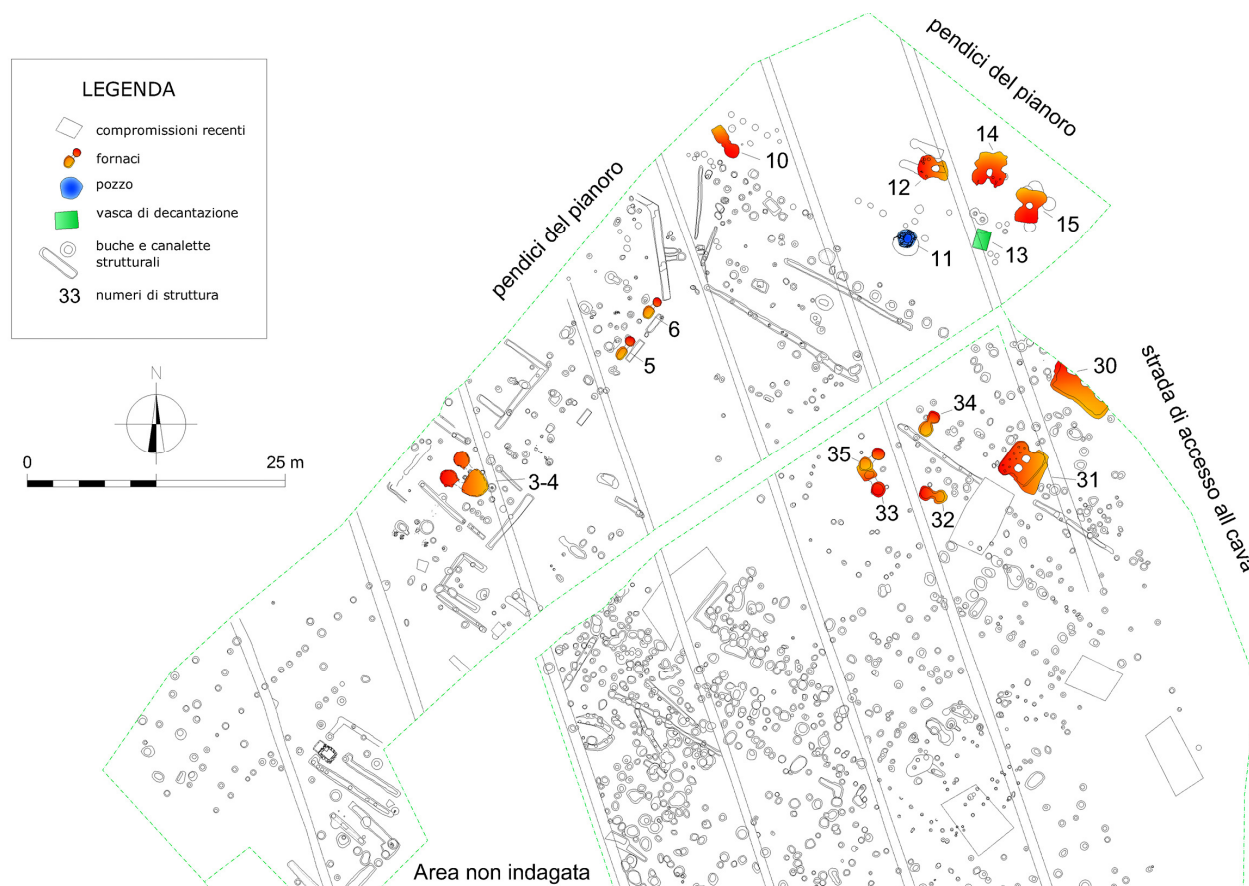 LEGENDA
compromissioni recenti
fornaci
pozzo
vasca di decantazione
buche e canalette
strutturali
33 numeri di struttura
N
0 25 m
pendici del pianoro
pendici del pianoro
strada di accesso all cava
10
14
12
15
11
13
6
5
30
34
35
3-4
31
33
32
Area non indagata